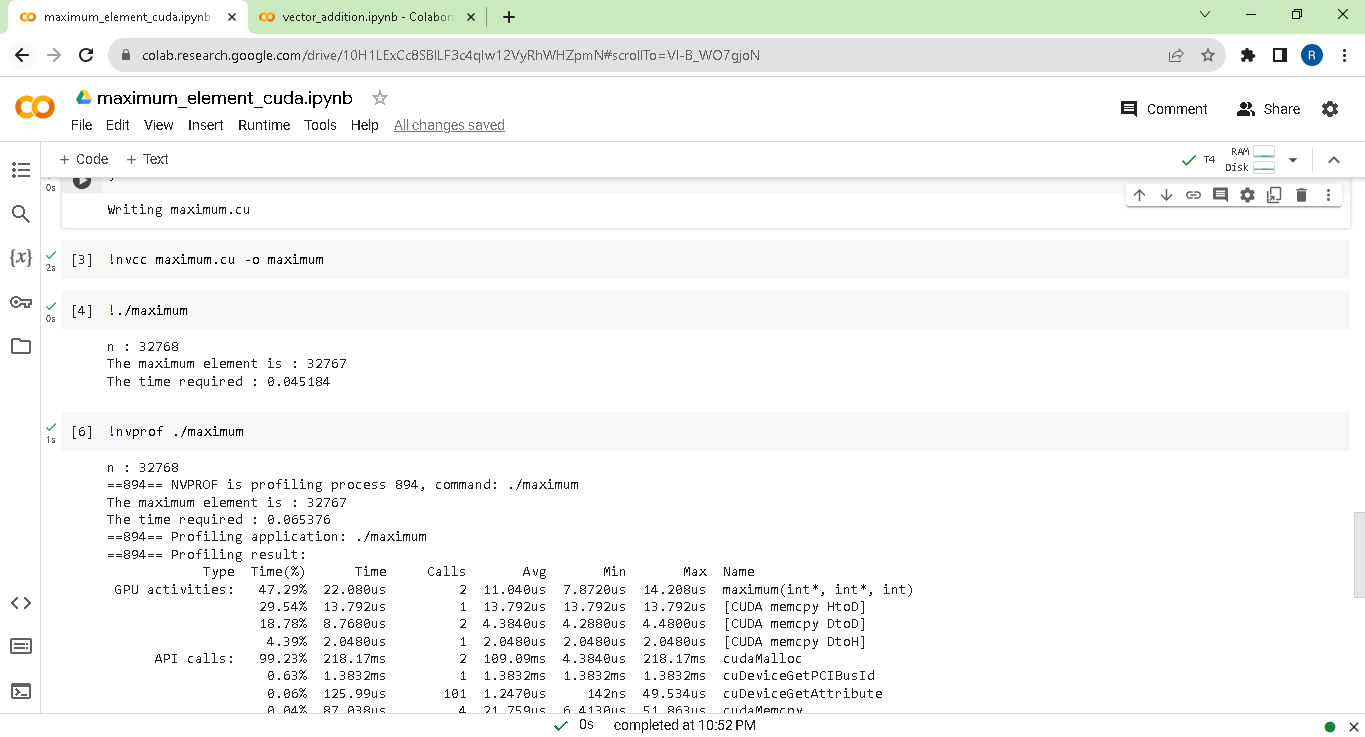 maximum_element_cuda.ipynb
vector_addition.ipynb - Colabor
colab.research.google.com/drive/10H1LExCc8SBlLF3c4qIw12VyRhWHZpmN#scrollTo=VI-B_WO7gjoN
R
maximum_element_cuda.ipynb
Comment Share
File Edit View Insert Runtime Tools Help All changes saved
+ Code + Text
T4 RAM
Disk
0s
Writing maximum.cu
2s [3] !nvcc maximum.cu -o maximum
0s [4] !./maximum
n : 32768
The maximum element is : 32767
The time required : 0.045184
1s [6] !nvprof ./maximum
n : 32768
==894== NVPROF is profiling process 894, command: ./maximum
The maximum element is : 32767
The time required : 0.065376
==894== Profiling application: ./maximum
==894== Profiling result:
Type Time(%) Time Calls Avg Min Max Name
GPU activities: 47.29% 22.080us 2 11.040us 7.8720us 14.208us maximum(int*, int*, int)
29.54% 13.792us 1 13.792us 13.792us 13.792us [CUDA memcpy HtoD]
18.78% 8.7680us 2 4.3840us 4.2880us 4.4800us [CUDA memcpy DtoD]
4.39% 2.0480us 1 2.0480us 2.0480us 2.0480us [CUDA memcpy DtoH]
API calls: 99.23% 218.17ms 2 109.09ms 4.3840us 218.17ms cudaMalloc
0.63% 1.3832ms 1 1.3832ms 1.3832ms 1.3832ms cuDeviceGetPCIBusId
0.06% 125.99us 101 1.2470us 142ns 49.534us cuDeviceGetAttribute
0.04% 87.038us 4 21.759us 6.4130us 51.863us cudaMemcpy
0s completed at 10:52 PM